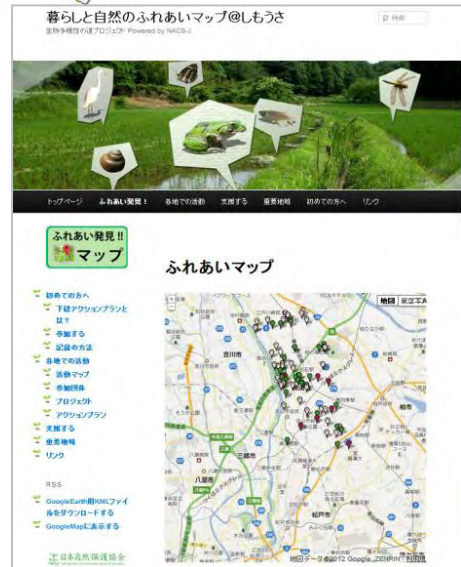 暮らしと自然のふれあいマップ@しもうさ
生物多様性の道プロジェクト Powered by NACS-J
検索
トップページ
ふれあい発見！
各地での活動
支援する
重要地域
初めての方へ
リンク
ふれあい発見!!
マップ
ふれあいマップ
初めての方へ
下総アクションプランとは？
参加する
記録の方法
各地での活動
活動マップ
参加団体
プロジェクト
アクションプラン
支援する
重要地域
リンク
RSS
GoogleEarth用KMLファイルをダウンロードする
GoogleMapに表示する
日本自然保護協会
地図
航空写真
吉川市
三郷市
八潮市
松戸市
柏市
地図データ©2012 Google, ZENRIN